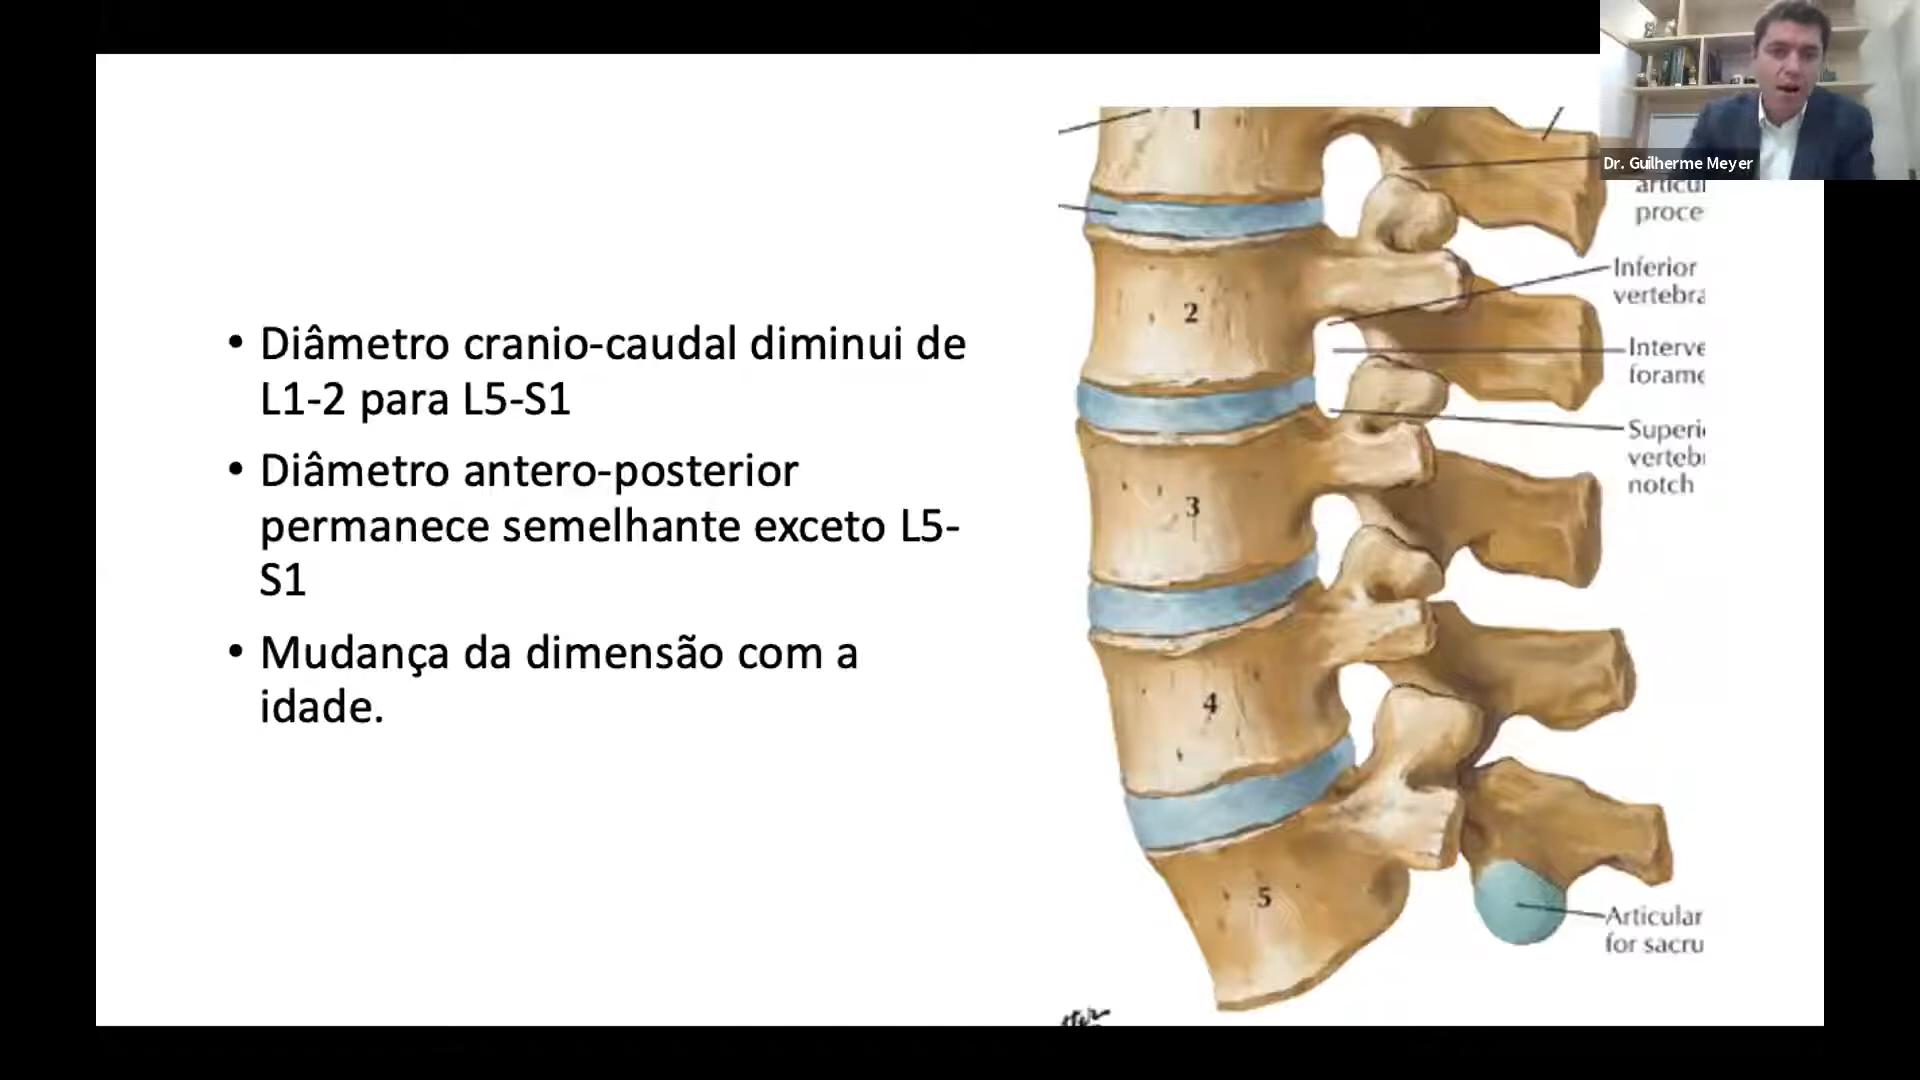 Dr. Guilherme Meyer
• Diâmetro cranio-caudal diminui de
L1-2 para L5-S1
• Diâmetro antero-posterior
permanece semelhante exceto L5-
S1
• Mudança da dimensão com a
idade.
1
2
3
4
5
articul
proce
Inferior
vertebra
Interve
forame
Superi
verteb
notch
Articular
for sacru